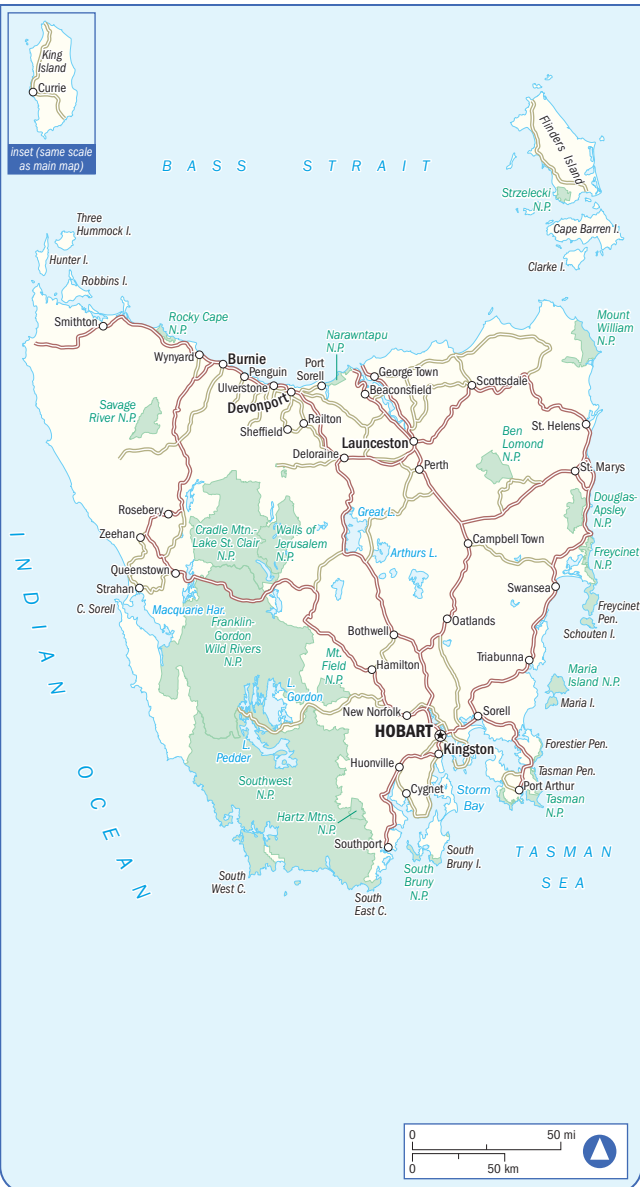 King
Island
Currie
inset (same scale
as main map)
BASS STRAIT
Flinders Island
Strzelecki
N.P.
Cape Barren I.
Clarke I.
Three
Hummock I.
Hunter I.
Robbins I.
Smithton
Rocky Cape
N.P.
Mount
William
N.P.
Narawntapu
N.P.
Wynyard
Burnie
Penguin
Port
Sorell
George Town
Ulverstone
Beaconsfield
Scottsdale
Devonport
Savage
River N.P.
Railton
Sheffield
St. Helens
Launceston
Ben
Lomond
N.P.
Deloraine
Perth
St. Marys
Douglas-
Apsley
N.P.
Rosebery
Great L.
Cradle Mtn.-
Lake St. Clair
N.P.
Walls of
Jerusalem
N.P.
Zeehan
Campbell Town
Arthurs L.
Freycinet
N.P.
Queenstown
Strahan
Swansea
C. Sorell
Macquarie Har.
Freycinet
Pen.
Schouten I.
Franklin-
Gordon
Wild Rivers
N.P.
Oatlands
Bothwell
Mt.
Field
N.P.
Hamilton
Triabunna
Maria
Island N.P.
Maria I.
L.
Gordon
New Norfolk
Sorell
HOBART
Kingston
Forestier Pen.
L.
Pedder
Huonville
Tasman Pen.
Port Arthur
Southwest
N.P.
Cygnet
Storm
Bay
Tasman
N.P.
Hartz Mtns.
N.P.
Southport
South
Bruny I.
South
Bruny
N.P.
South
West C.
South
East C.
TASMAN
SEA
INDIAN OCEAN
0 50 mi
0 50 km